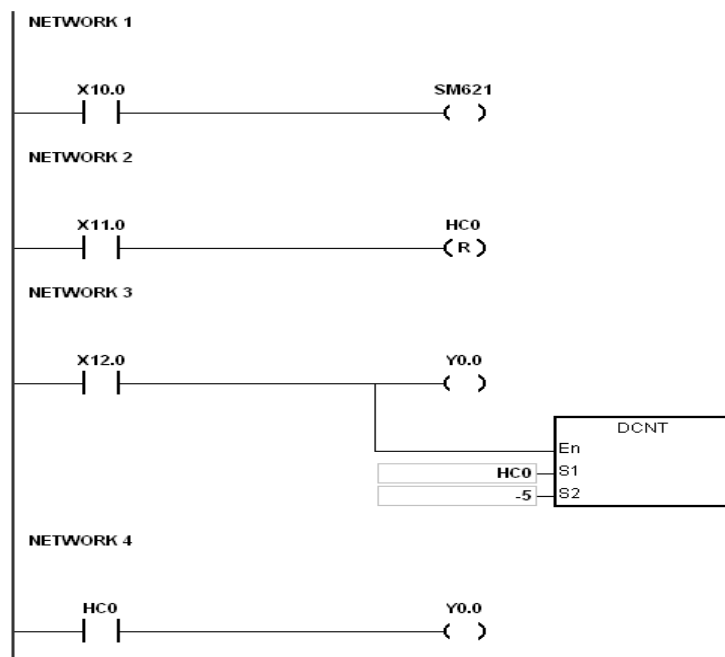 NETWORK 1
X10.0 SM621
NETWORK 2
X11.0 HC0
R
NETWORK 3
X12.0 Y0.0
DCNT
En
HC0 S1
-5 S2
NETWORK 4
HC0 Y0.0